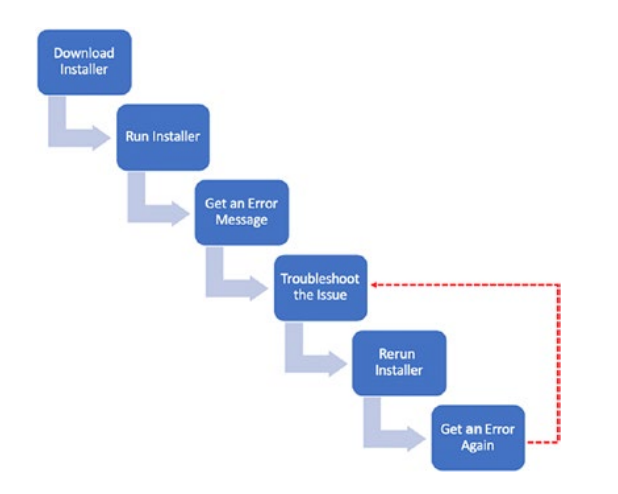 Download
Installer
Run Installer
Get an Error
Message
Troubleshoot
the Issue
Rerun
Installer
Get an Error
Again